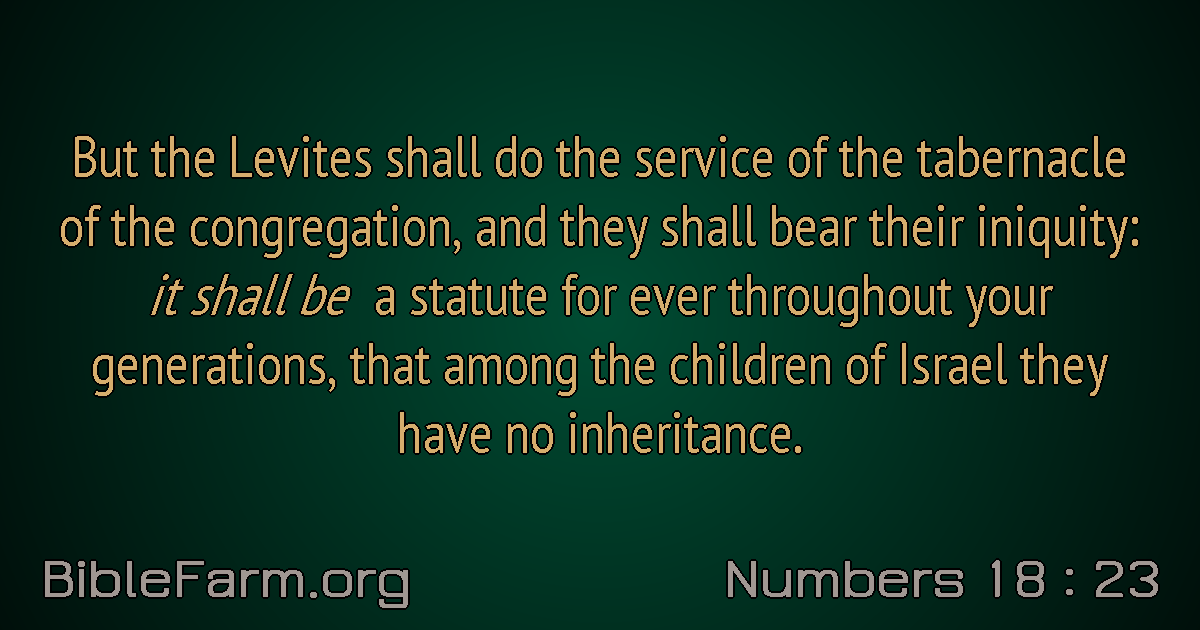 But the Levites shall do the service of the tabernacle
of the congregation, and they shall bear their iniquity:
it shall be a statute for ever throughout your
generations, that among the children of Israel they
have no inheritance.
BibleFarm.org
Numbers 18 : 23